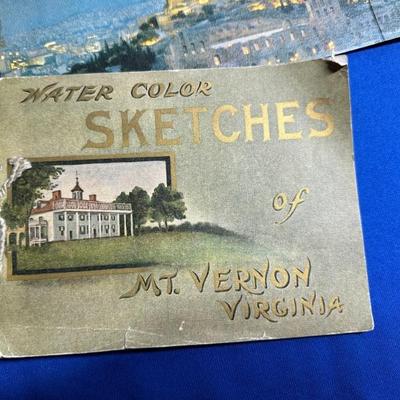 WATER COLOR
SKETCHES
of
MT. VERNON
VIRGINIA